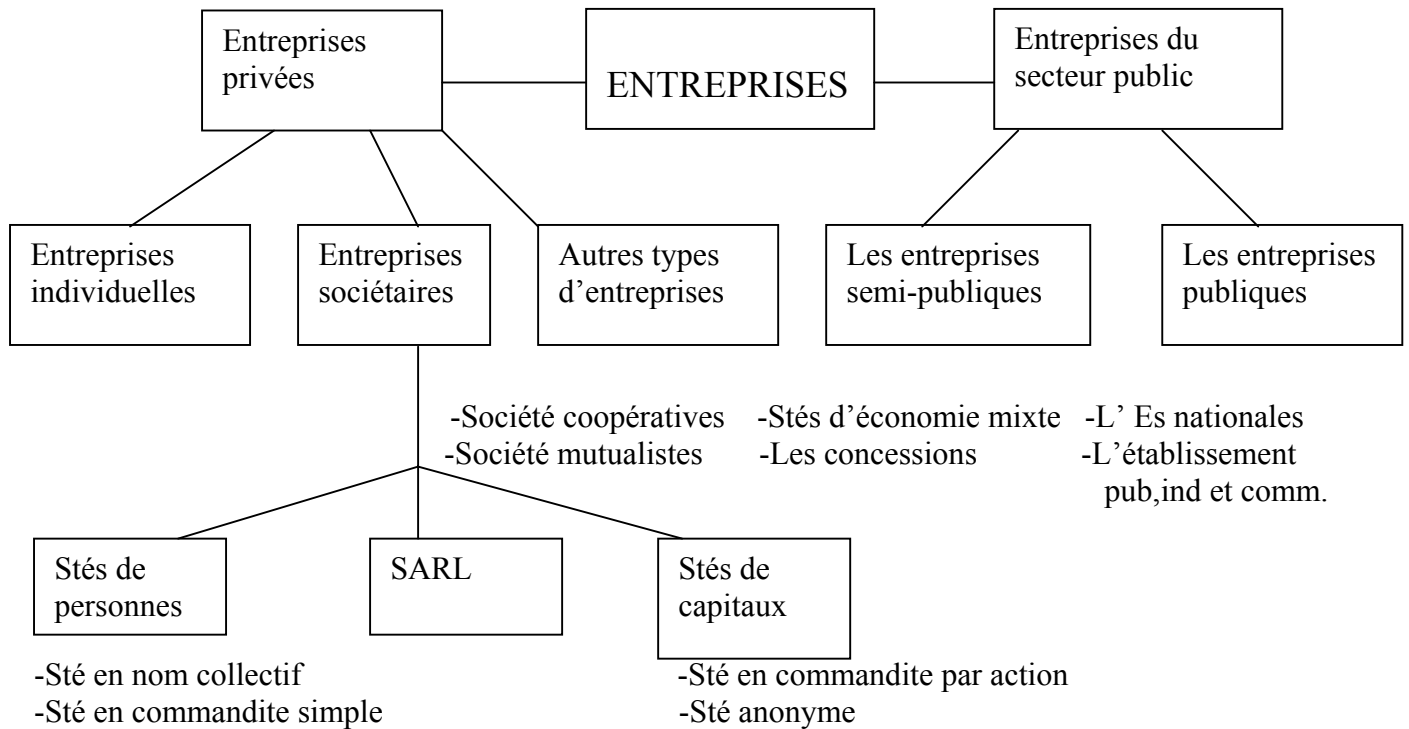 Entreprises
privées
ENTREPRISES
Entreprises du
secteur public
Entreprises
individuelles
Entreprises
sociétaires
Autres types
d’entreprises
Les entreprises
semi-publiques
Les entreprises
publiques
-Société coopératives
-Société mutualistes
-Stés d’économie mixte
-Les concessions
-L’ Es nationales
-L’établissement
pub,ind et comm.
Stés de
personnes
SARL
Stés de
capitaux
-Sté en nom collectif
-Sté en commandite simple
-Sté en commandite par action
-Sté anonyme